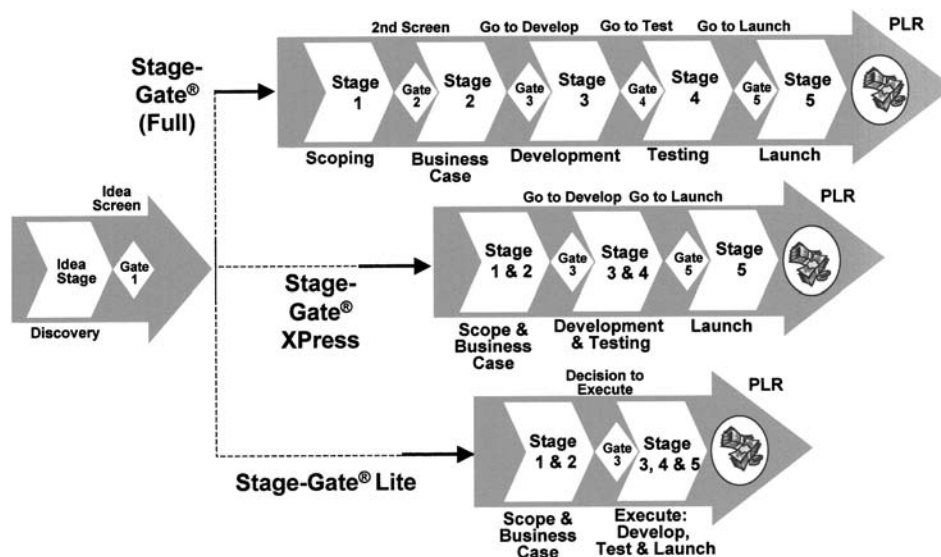 2nd Screen Go to Develop Go to Test Go to Launch PLR
Stage-
Gate®
(Full)
Stage
1
Gate
2
Stage
2
Gate
3
Stage
3
Gate
4
Stage
4
Gate
5
Stage
5
Scoping
Business
Case
Development
Testing
Launch
Idea
Screen
Idea
Stage
Gate
1
Discovery
Go to Develop Go to Launch PLR
Stage-
Gate®
XPress
Stage
1 & 2
Gate
3
Stage
3 & 4
Gate
5
Stage
5
Scope &
Business
Case
Development
& Testing
Launch
Decision to
Execute
PLR
Stage-Gate® Lite
Stage
1 & 2
Gate
3
Stage
3, 4 & 5
Scope &
Business
Case
Execute:
Develop,
Test & Launch